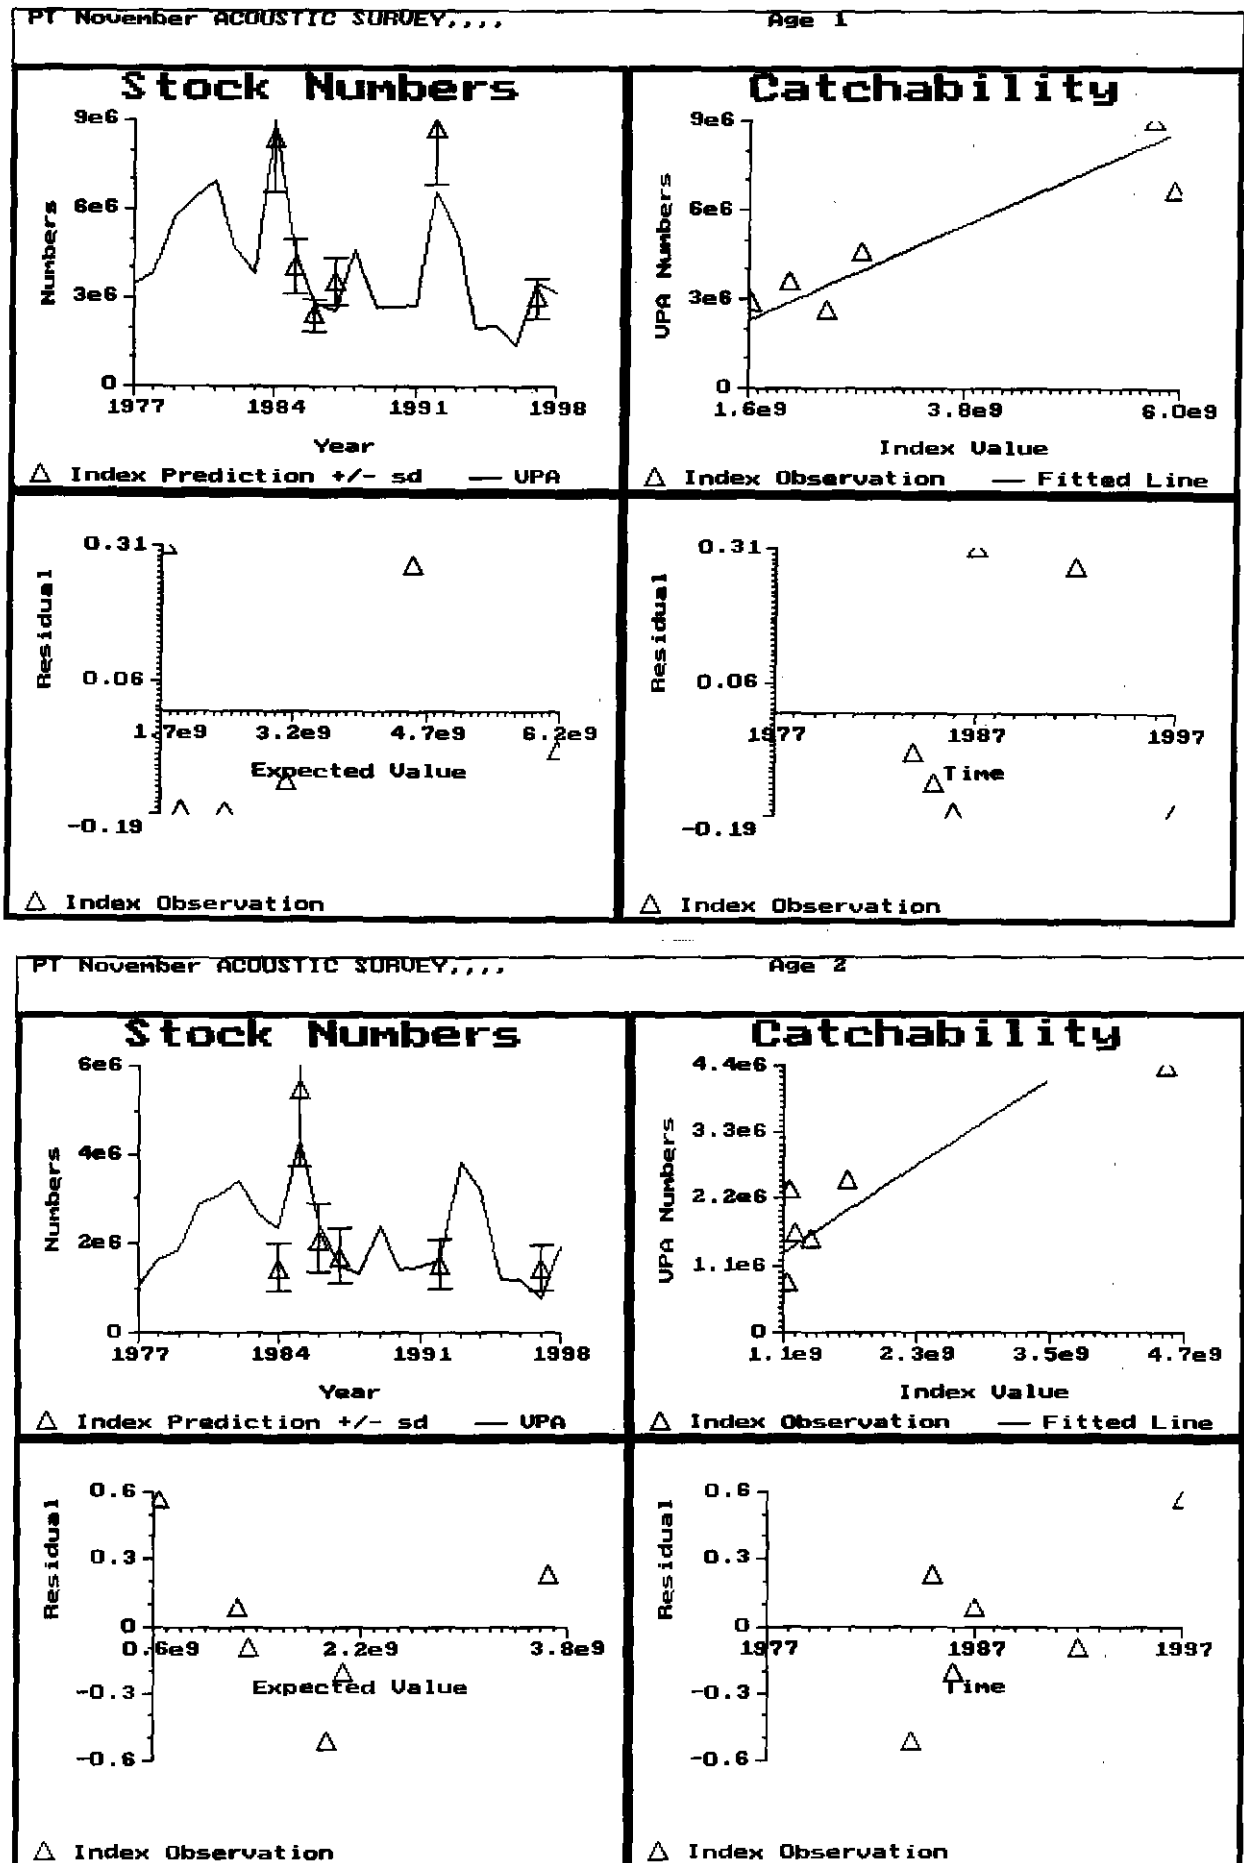 PT November ACOUSTIC SURVEY,,,, Age 1
Stock Numbers
9e6
6e6
3e6
0
Numbers
1977 1984 1991 1998
Year
△ Index Prediction +/- sd — VPA
Catchability
9e6
6e6
3e6
0
VPA Numbers
1.6e9 3.8e9 6.0e9
Index Value
△ Index Observation — Fitted Line
0.31
0.06
-0.19
Residual
1.7e9 3.2e9 4.7e9 6.2e9
Expected Value
△ Index Observation
0.31
0.06
-0.19
Residual
1977 1987 1997
Time
△ Index Observation
PT November ACOUSTIC SURVEY,,,, Age 2
Stock Numbers
6e6
4e6
2e6
0
Numbers
1977 1984 1991 1998
Year
△ Index Prediction +/- sd — VPA
Catchability
4.4e6
3.3e6
2.2e6
1.1e6
0
VPA Numbers
1.1e9 2.3e9 3.5e9 4.7e9
Index Value
△ Index Observation — Fitted Line
0.6
0.3
0
-0.3
-0.6
Residual
0.6e9 2.2e9 3.8e9
Expected Value
△ Index Observation
0.6
0.3
0
-0.3
-0.6
Residual
1977 1987 1997
Time
△ Index Observation